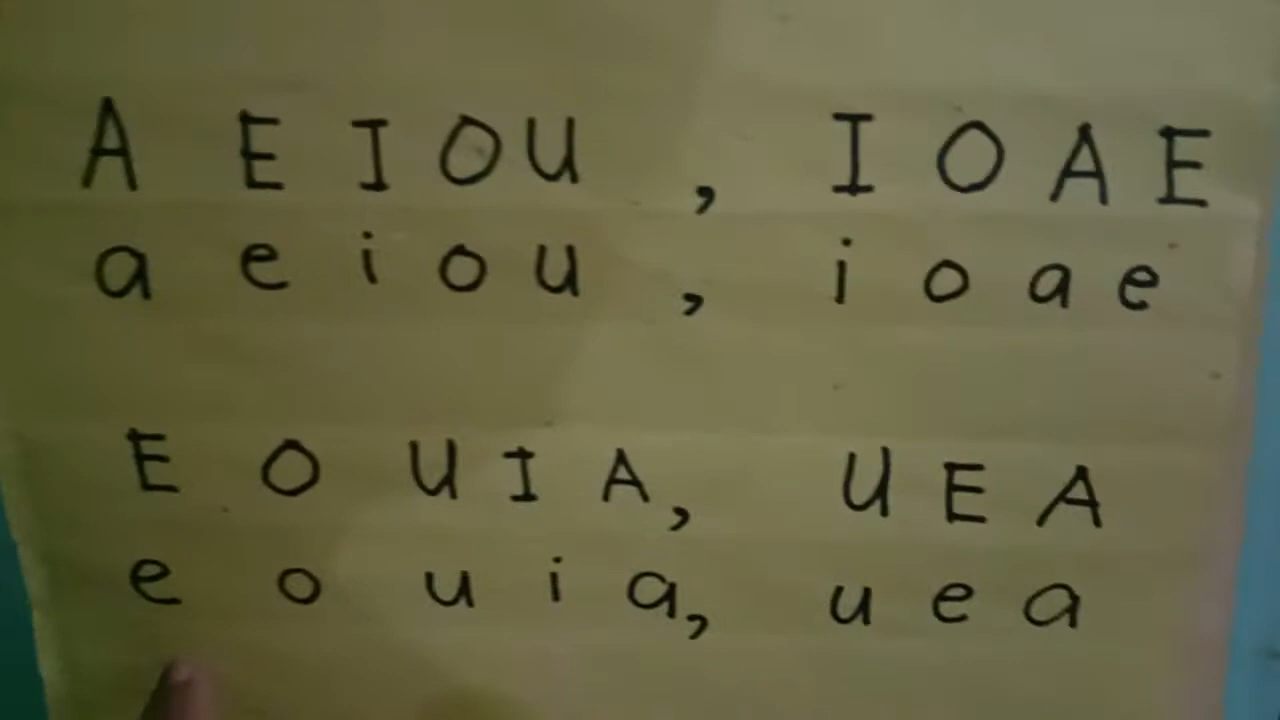 A E I O U , I O A E
a e i o u , i o a e
E O U I A, U E A
e o u i a, u e a